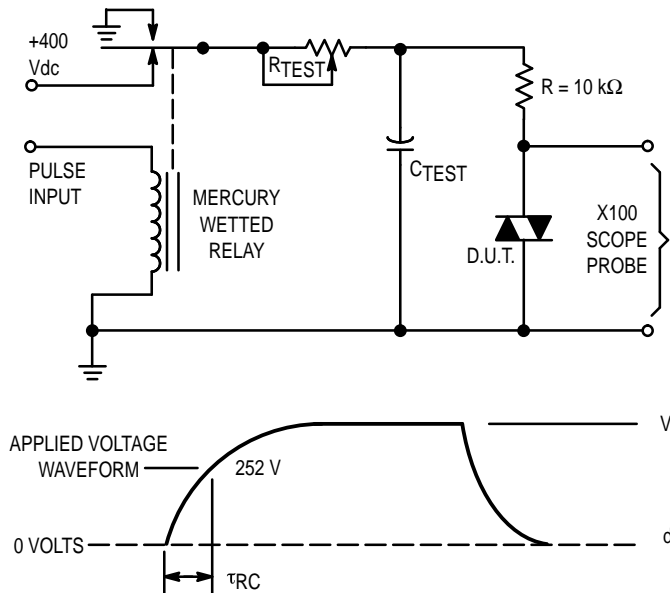 +400
Vdc
RTEST
R = 10 kΩ
PULSE
INPUT
MERCURY
WETTED
RELAY
CTEST
D.U.T.
X100
SCOPE
PROBE
V
APPLIED VOLTAGE
WAVEFORM
252 V
0 VOLTS
τRC